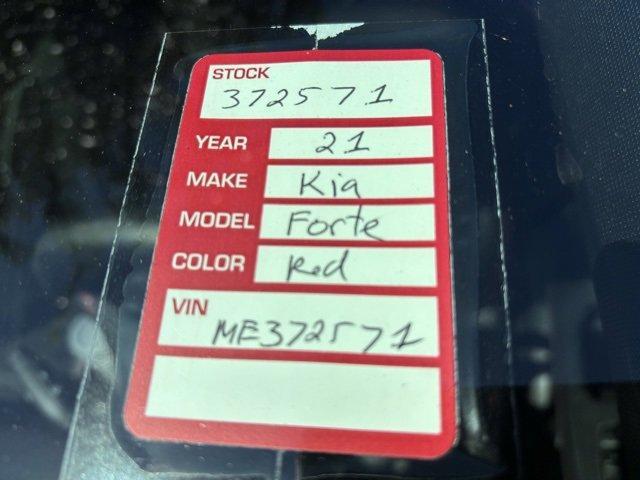 STOCK
372571
YEAR 21
MAKE Kia
MODEL Forte
COLOR Red
VIN
ME372571